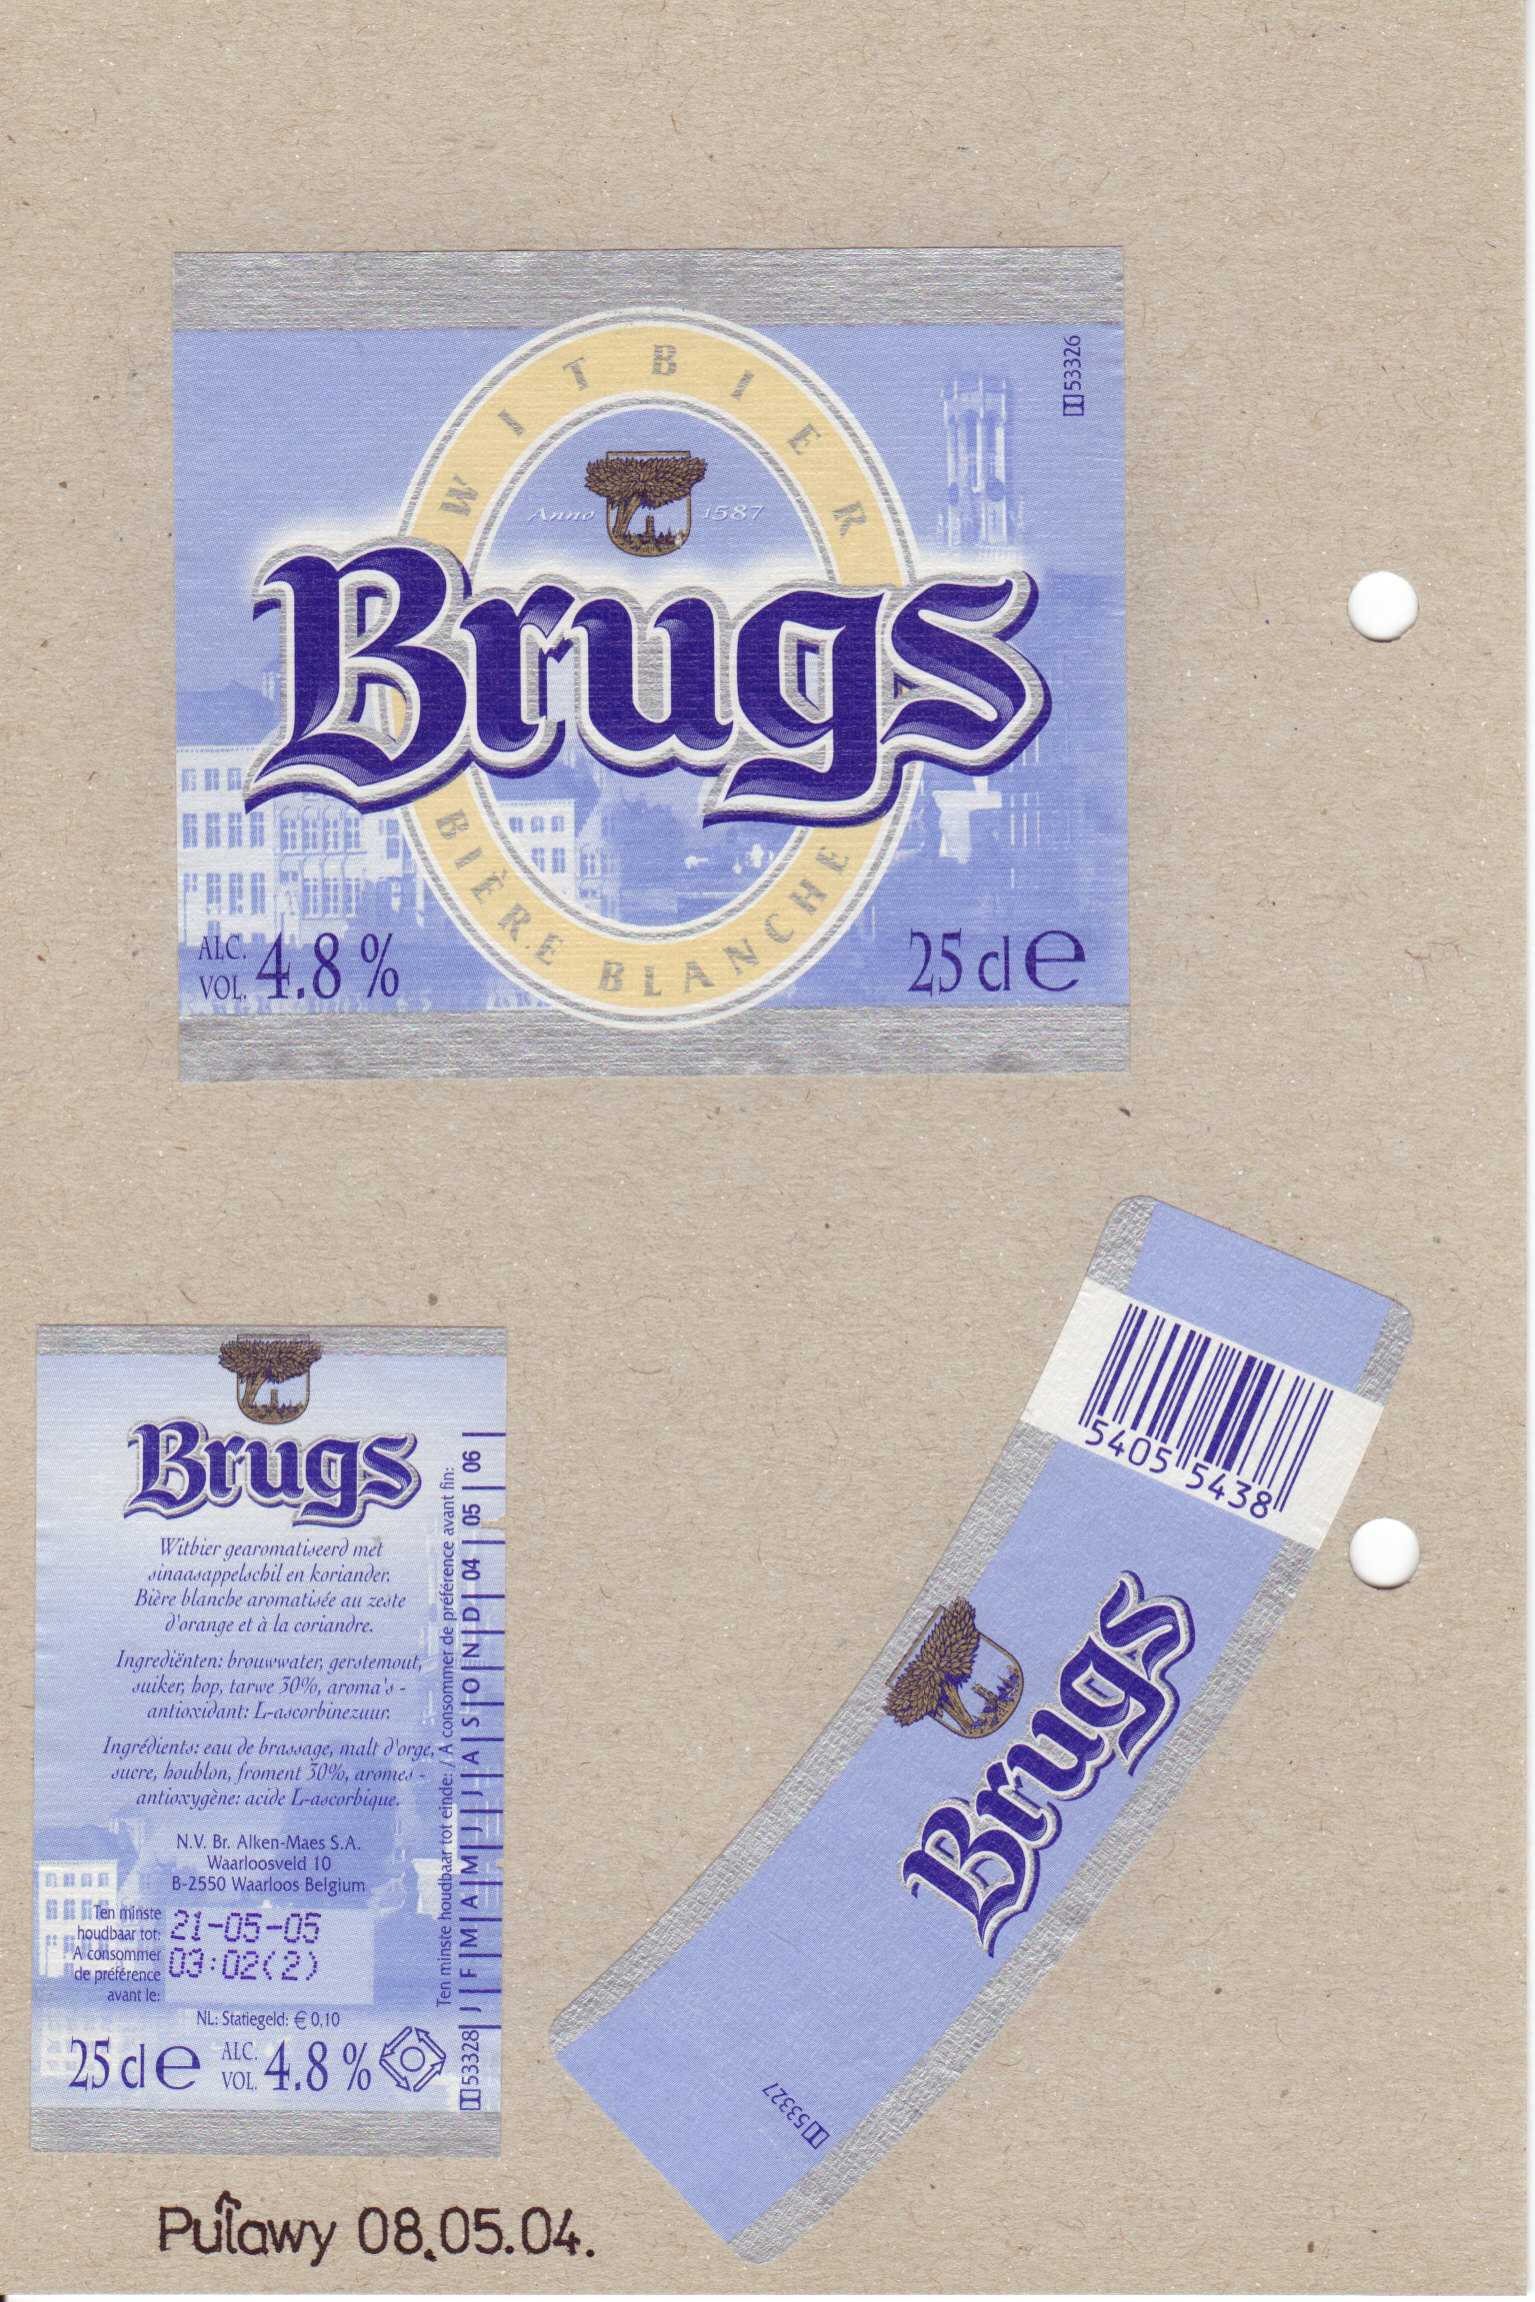 WITBIER
53326
Anno 1587
Brugs
BIÈRE BLANCHE
ALC. VOL. 4.8 %
25 cl e
Brugs
Witbier gearomatiseerd met
sinaasappelschil en koriander.
Bière blanche aromatisée au zeste
d'orange et à la coriandre.
Ingrediënten: brouwwater, gerstemout,
suiker, hop, tarwe 30%, aroma's -
antioxidant: L-ascorbinezuur.
Ingrédients: eau de brassage, malt d'orge,
sucre, houblon, froment 30%, aromes -
antioxygène: acide L-ascorbique.
N.V. Br. Alken-Maes S.A.
Waarloosveld 10
B-2550 Waarloos Belgium
Ten minste
houdbaar tot:
A consommer
de préférence
avant le:
21-05-05
03:02(2)
NL: Statiegeld: € 0,10
25 cl e ALC. VOL. 4.8 %
Ten minste houdbaar tot einde: / A consommer de préférence avant fin:
J F M A M J J A S O N D 04 05 06
53328
5405 5438
Brugs
53327
Puławy 08.05.04.